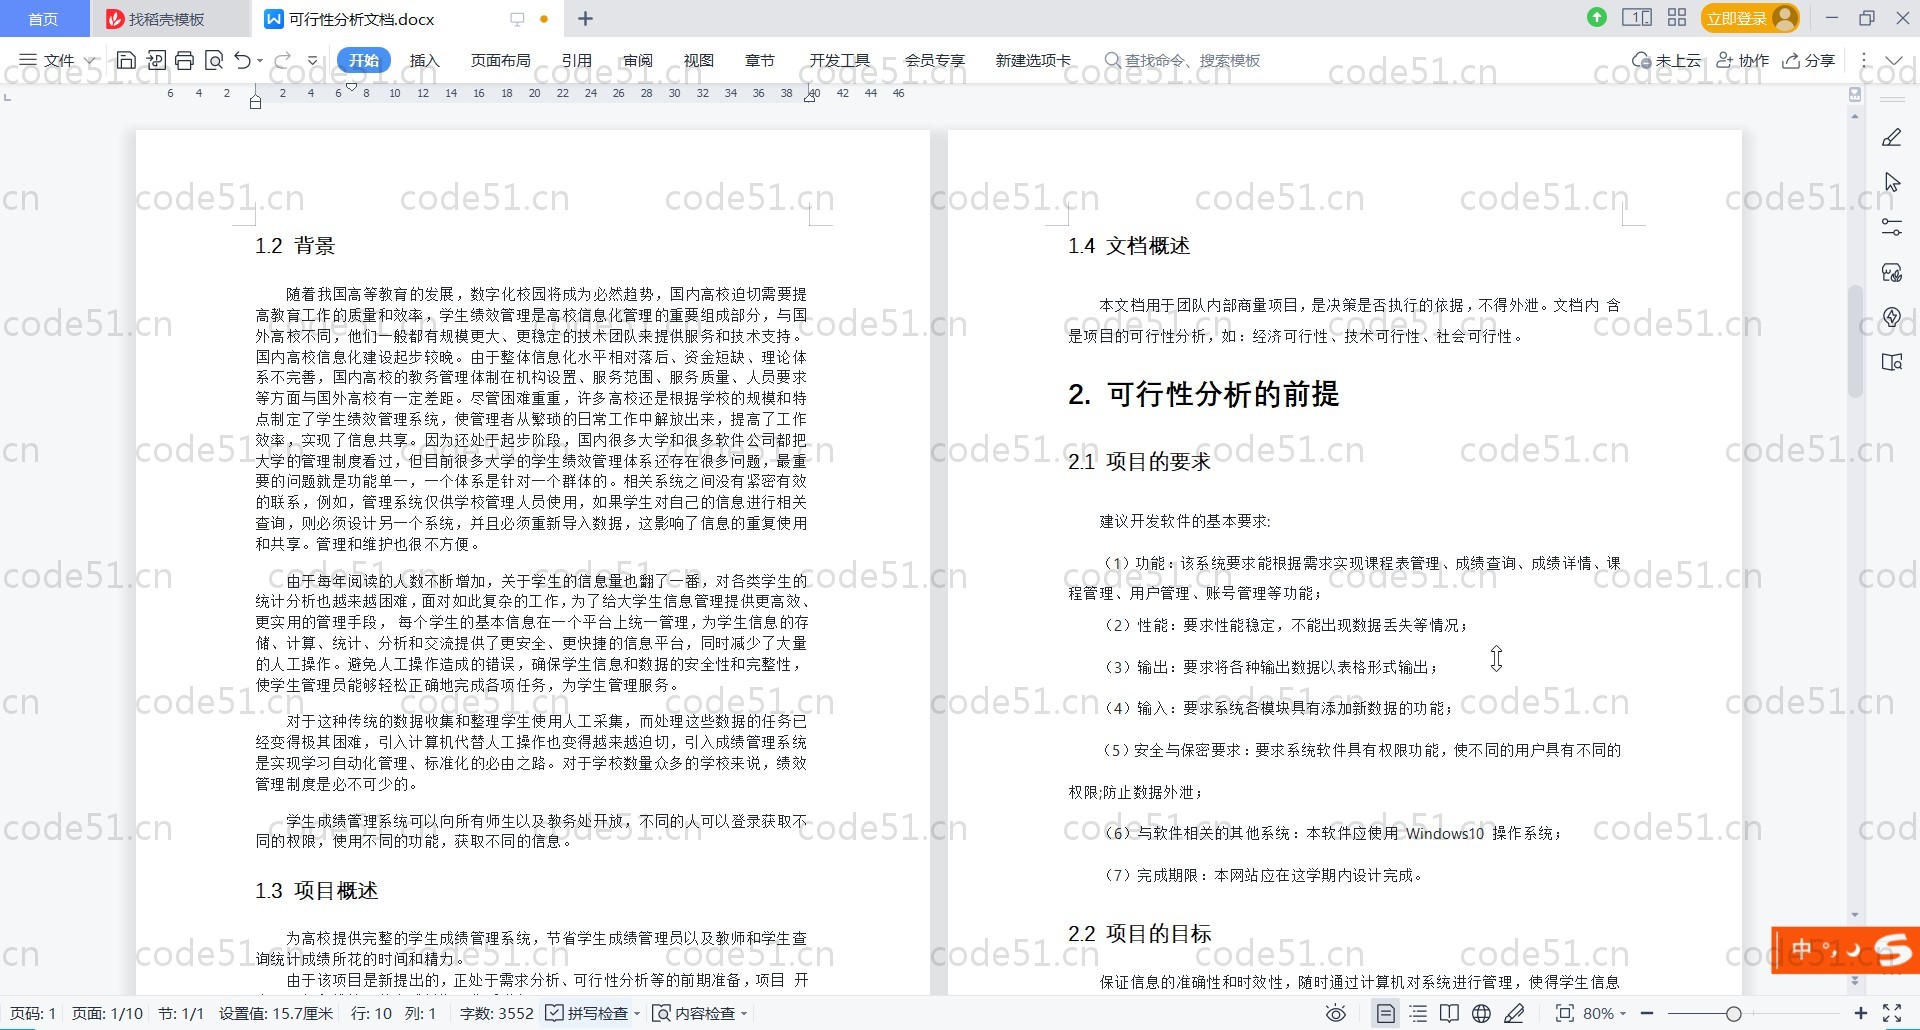 首页
找稻壳模板
可行性分析文档.docx
立即登录
文件
开始
插入
页面布局
引用
审阅
视图
章节
开发工具
会员专享
新建选项卡
查找命令、搜索模板
未上云
协作
分享
6 4 2 2 4 6 8 10 12 14 16 18 20 22 24 26 28 30 32 34 36 38 40 42 44 46
1.2 背景
随着我国高等教育的发展，数字化校园将成为必然趋势，国内高校迫切需要提
高教育工作的质量和效率，学生绩效管理是高校信息化管理的重要组成部分，与国
外高校不同，他们一般都有规模更大、更稳定的技术团队来提供服务和技术支持。
国内高校信息化建设起步较晚。由于整体信息化水平相对落后、资金短缺、理论体
系不完善，国内高校的教务管理体制在机构设置、服务范围、服务质量、人员要求
等方面与国外高校有一定差距。尽管困难重重，许多高校还是根据学校的规模和特
点制定了学生绩效管理系统，使管理者从繁琐的日常工作中解放出来，提高了工作
效率，实现了信息共享。因为还处于起步阶段，国内很多大学和很多软件公司都把
大学的管理制度看过，但目前很多大学的学生绩效管理体系还存在很多问题，最重
要的问题就是功能单一，一个体系是针对一个群体的。相关系统之间没有紧密有效
的联系，例如，管理系统仅供学校管理人员使用，如果学生对自己的信息进行相关
查询，则必须设计另一个系统，并且必须重新导入数据，这影响了信息的重复使用
和共享。管理和维护也很不方便。
由于每年阅读的人数不断增加，关于学生的信息量也翻了一番，对各类学生的
统计分析也越来越困难，面对如此复杂的工作，为了给大学生信息管理提供更高效、
更实用的管理手段， 每个学生的基本信息在一个平台上统一管理，为学生信息的存
储、计算、统计、分析和交流提供了更安全、更快捷的信息平台，同时减少了大量
的人工操作。避免人工操作造成的错误，确保学生信息和数据的安全性和完整性，
使学生管理员能够轻松正确地完成各项任务，为学生管理服务。
对于这种传统的数据收集和整理学生使用人工采集，而处理这些数据的任务已
经变得极其困难，引入计算机代替人工操作也变得越来越迫切，引入成绩管理系统
是实现学习自动化管理、标准化的必由之路。对于学校数量众多的学校来说，绩效
管理制度是必不可少的。
学生成绩管理系统可以向所有师生以及教务处开放，不同的人可以登录获取不
同的权限，使用不同的功能，获取不同的信息。
1.3 项目概述
为高校提供完整的学生成绩管理系统，节省学生成绩管理员以及教师和学生查
询统计成绩所花的时间和精力。
由于该项目是新提出的，正处于需求分析、可行性分析等的前期准备，项目 开
1.4 文档概述
本文档用于团队内部商量项目，是决策是否执行的依据，不得外泄。文档内 含
是项目的可行性分析，如：经济可行性、技术可行性、社会可行性。
2. 可行性分析的前提
2.1 项目的要求
建议开发软件的基本要求:
（1）功能：该系统要求能根据需求实现课程表管理、成绩查询、成绩详情、课
程管理、用户管理、账号管理等功能；
（2）性能：要求性能稳定，不能出现数据丢失等情况；
（3）输出：要求将各种输出数据以表格形式输出；
（4）输入：要求系统各模块具有添加新数据的功能；
（5）安全与保密要求：要求系统软件具有权限功能，使不同的用户具有不同的
权限;防止数据外泄；
（6）与软件相关的其他系统：本软件应使用 Windows10 操作系统；
（7）完成期限：本网站应在这学期内设计完成。
2.2 项目的目标
保证信息的准确性和时效性，随时通过计算机对系统进行管理，使得学生信息
中
页码: 1 页面: 1/10 节: 1/1 设置值: 15.7厘米 行: 10 列: 1 字数: 3552 拼写检查 内容检查 80%
code51.cn